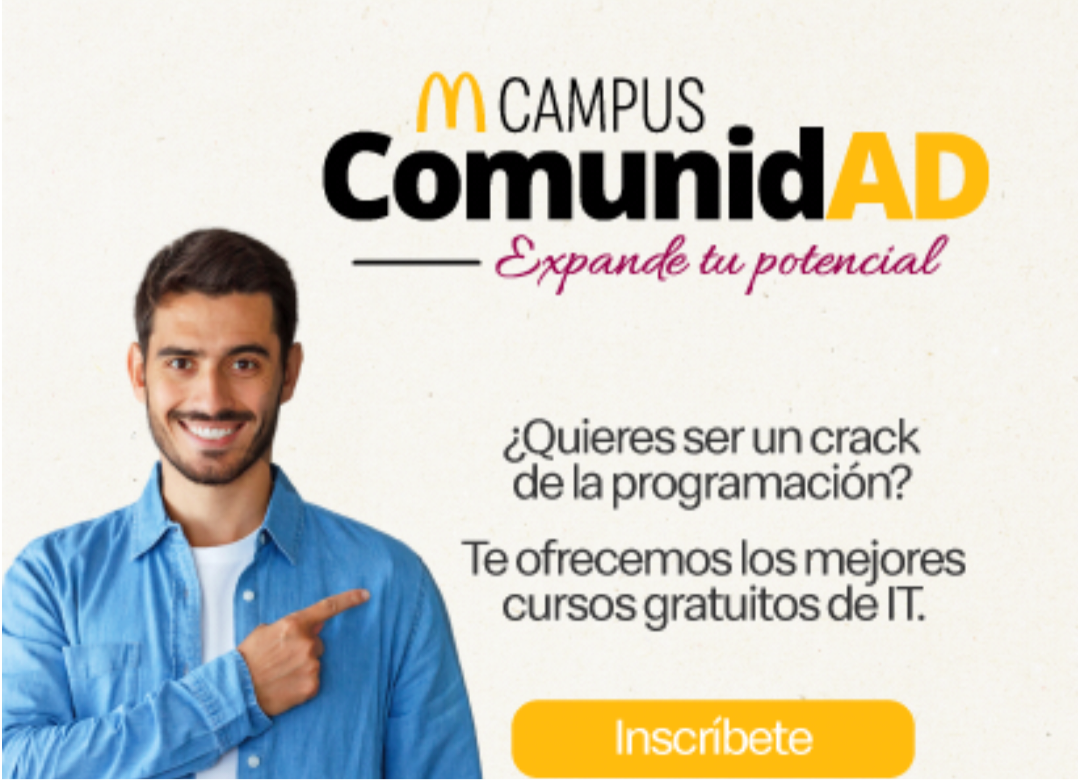 M CAMPUS
ComunidAD
Expande tu potencial
¿Quieres ser un crack
de la programación?
Te ofrecemos los mejores
cursos gratuitos de IT.
Inscríbete